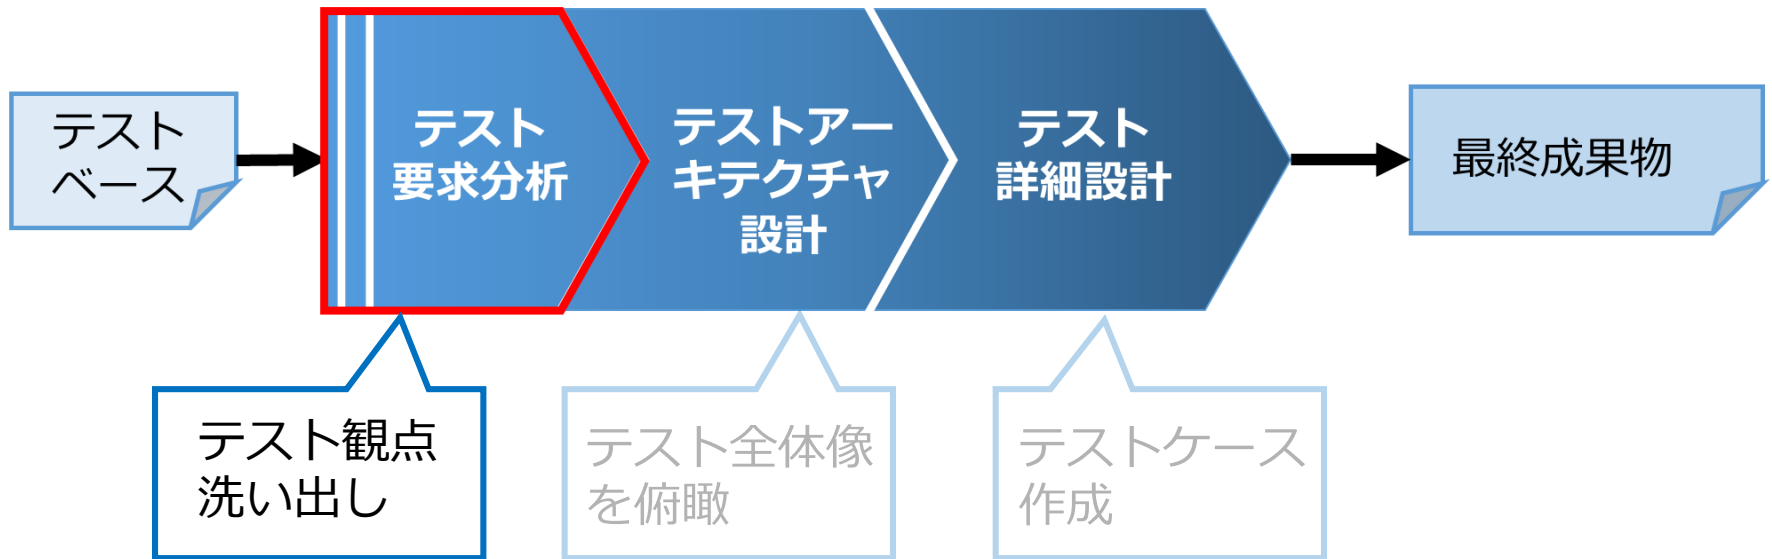 テスト
ベース
テスト
要求分析
テストアー
キテクチャ
設計
テスト
詳細設計
最終成果物
テスト観点
洗い出し
テスト全体像
を俯瞰
テストケース
作成